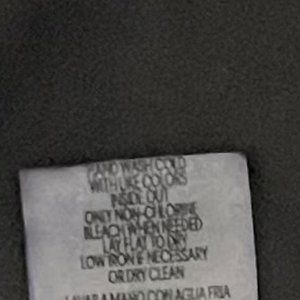 HAND WASH COLD
WITH LIKE COLORS
INSIDE OUT
ONLY NON-CHLORINE
BLEACH WHEN NEEDED
LAY FLAT TO DRY
LOW IRON IF NECESSARY
OR DRY CLEAN
LAVAR A MANO CON AGUA FRIA